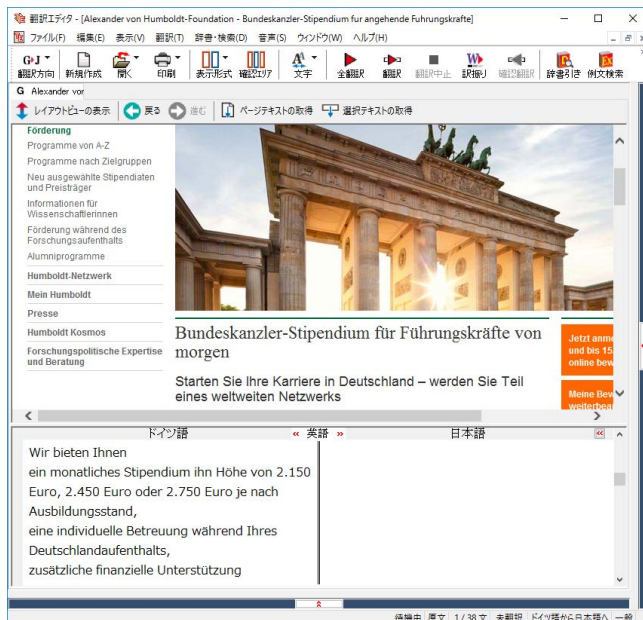 翻訳エディタ - [Alexander von Humboldt-Foundation - Bundeskanzler-Stipendium fur angehende Fuhrungskrafte]
ファイル(F) 編集(E) 表示(V) 翻訳(T) 辞書・検索(D) 音声(S) ウィンドウ(W) ヘルプ(H)
G▸J
翻訳方向 新規作成 開く 印刷 表示形式 確認エリア 文字 全翻訳 翻訳 翻訳中止 訳振り 確認翻訳 辞書引き 例文検索
G Alexander vor
レイアウトビューの表示 戻る 進む ページテキストの取得 選択テキストの取得
Förderung
Programme von A-Z
Programme nach Zielgruppen
Neu ausgewählte Stipendiaten
und Preisträger
Informationen für
Wissenschaftlerinnen
Förderung während des
Forschungsaufenthalts
Alumniprogramme
Humboldt-Netzwerk
Mein Humboldt
Presse
Humboldt Kosmos
Forschungspolitische Expertise
und Beratung
Bundeskanzler-Stipendium für Führungskräfte von
morgen
Starten Sie Ihre Karriere in Deutschland – werden Sie Teil
eines weltweiten Netzwerks
Jetzt anme
und bis 15.
online bew
Meine Bew
weiterbear
ドイツ語 « 英語 » 日本語 «
Wir bieten Ihnen
ein monatliches Stipendium ihn Höhe von 2.150
Euro, 2.450 Euro oder 2.750 Euro je nach
Ausbildungsstand,
eine individuelle Betreuung während Ihres
Deutschlandaufenthalts,
zusätzliche finanzielle Unterstützung
待機中 原文 1/38 文 未翻訳 ドイツ語から日本語へ 一般